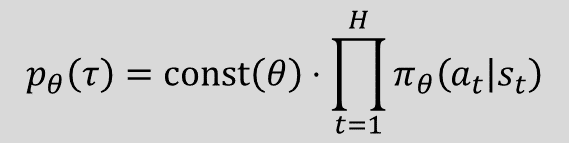 p_θ(τ) = const(θ) · ∏_{t=1}^{H} π_θ(a_t|s_t)